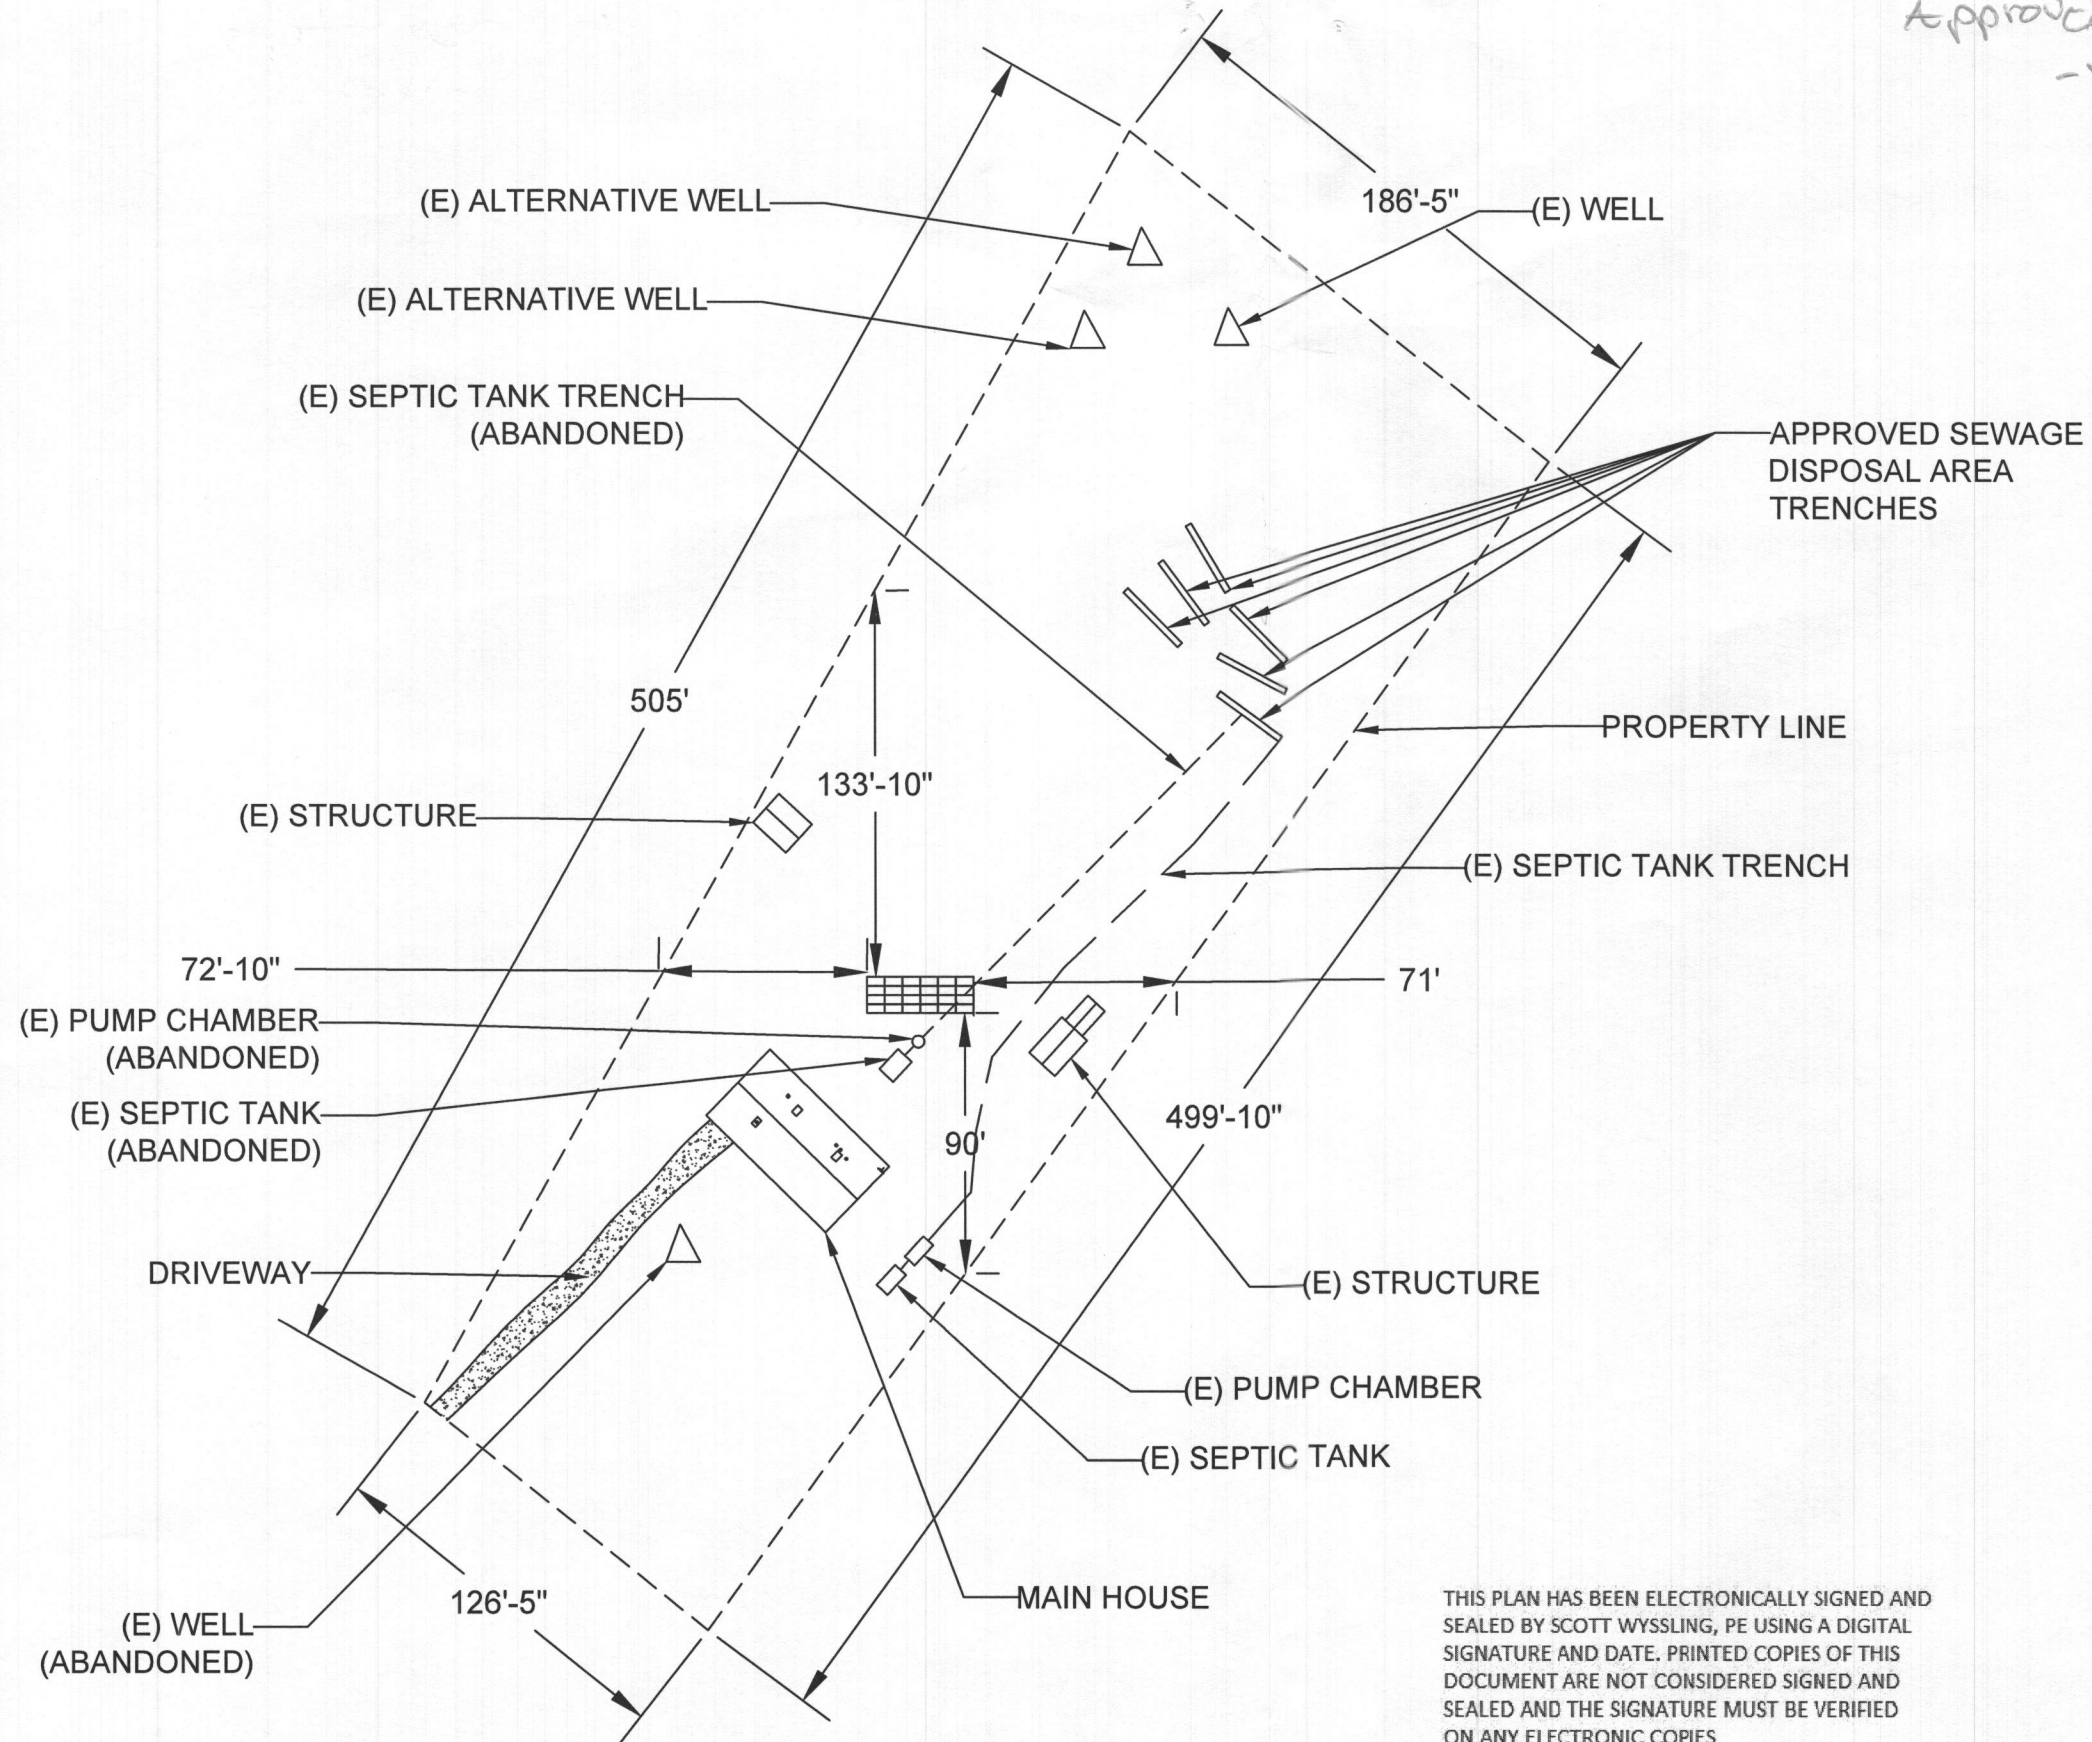 Approved
186'-5"
(E) ALTERNATIVE WELL
(E) WELL
(E) ALTERNATIVE WELL
(E) SEPTIC TANK TRENCH
(ABANDONED)
APPROVED SEWAGE
DISPOSAL AREA
TRENCHES
505'
PROPERTY LINE
133'-10"
(E) STRUCTURE
(E) SEPTIC TANK TRENCH
72'-10"
71'
(E) PUMP CHAMBER
(ABANDONED)
(E) SEPTIC TANK
(ABANDONED)
499'-10"
90'
DRIVEWAY
(E) STRUCTURE
(E) PUMP CHAMBER
(E) SEPTIC TANK
126'-5"
MAIN HOUSE
(E) WELL
(ABANDONED)
THIS PLAN HAS BEEN ELECTRONICALLY SIGNED AND
SEALED BY SCOTT WYSSLING, PE USING A DIGITAL
SIGNATURE AND DATE. PRINTED COPIES OF THIS
DOCUMENT ARE NOT CONSIDERED SIGNED AND
SEALED AND THE SIGNATURE MUST BE VERIFIED
ON ANY ELECTRONIC COPIES